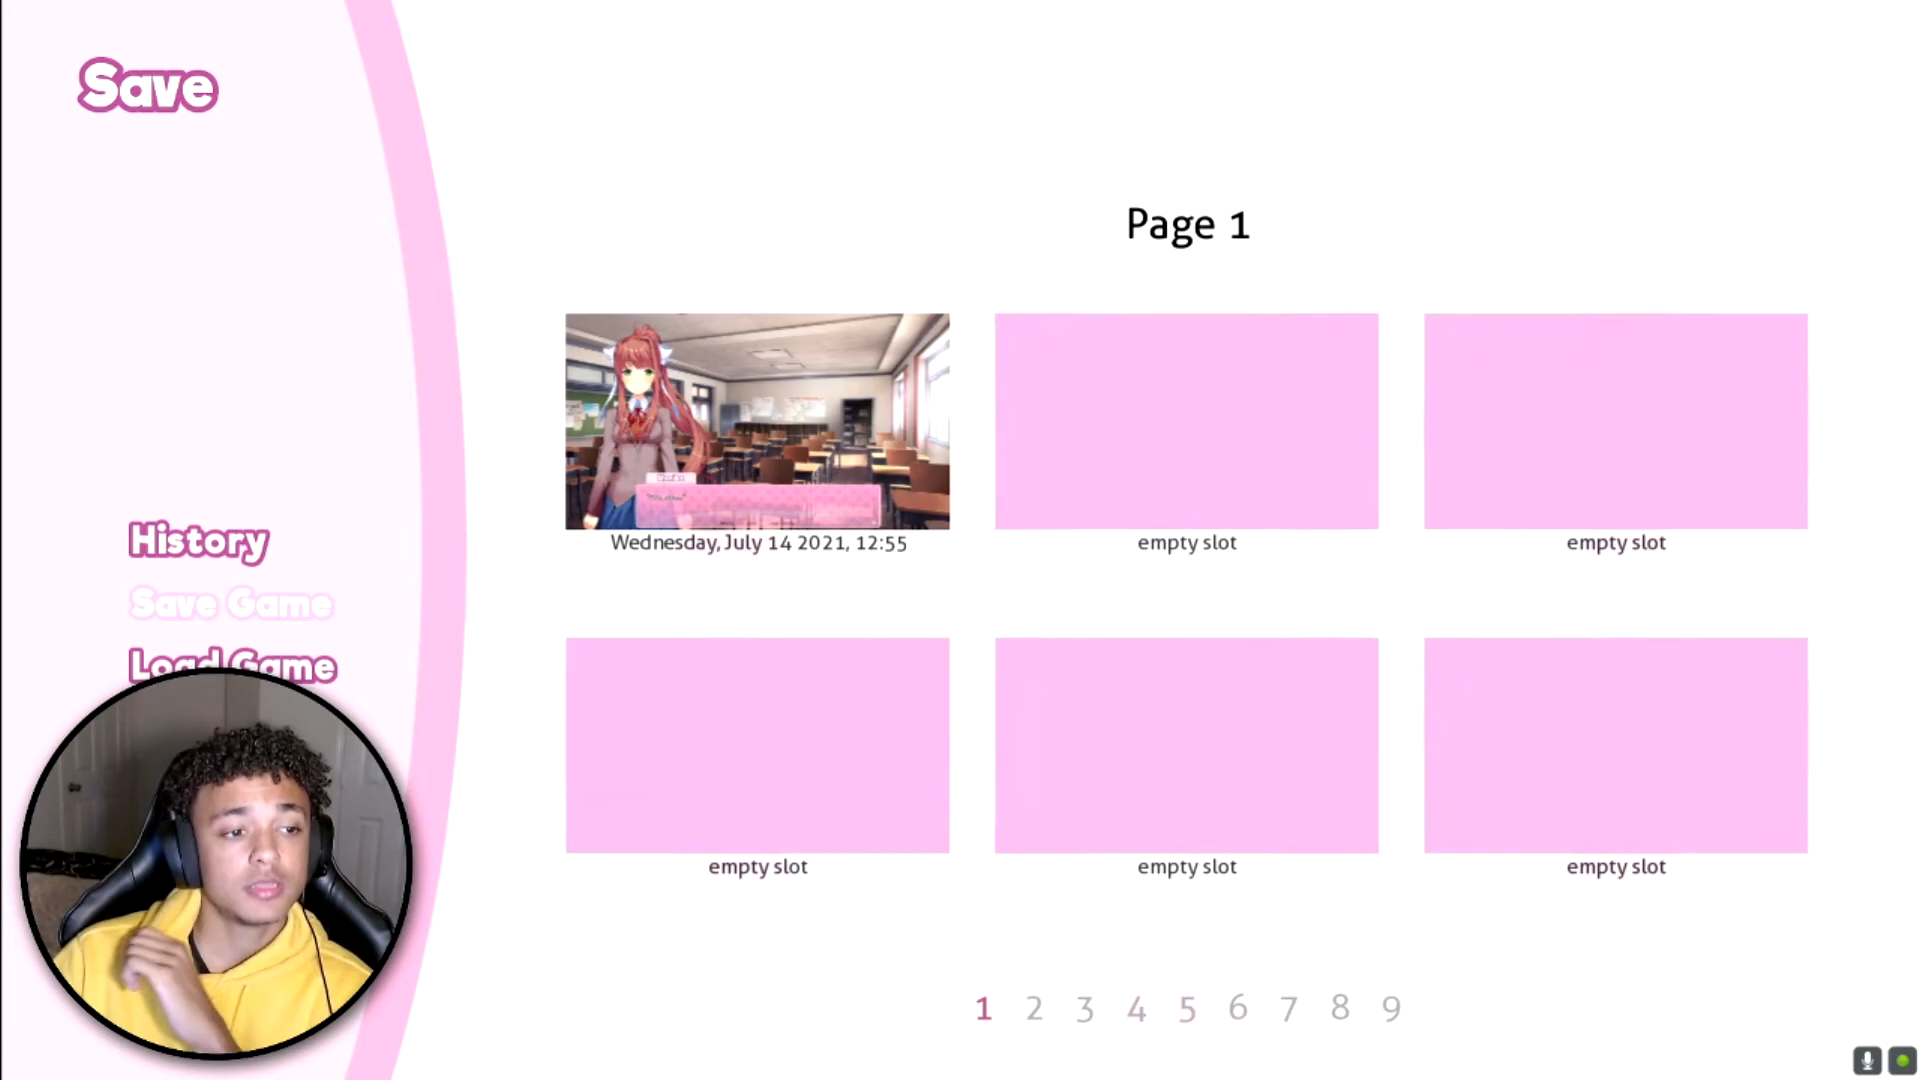 Save
Page 1
Wednesday, July 14 2021, 12:55
empty slot
empty slot
History
Save Game
Load Game
empty slot
empty slot
empty slot
1 2 3 4 5 6 7 8 9